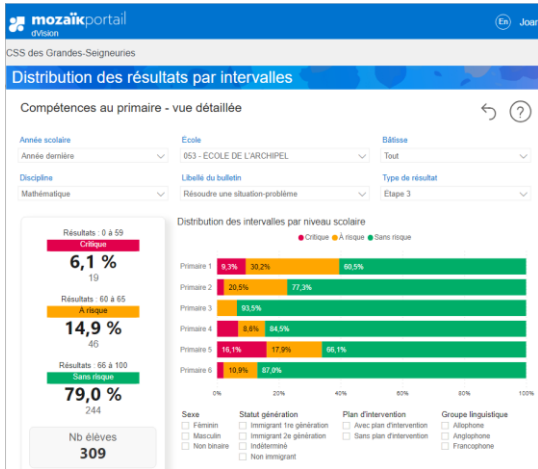 mozaïkportail
dVision
En
Joan
CSS des Grandes-Seigneuries
Distribution des résultats par intervalles
Compétences au primaire - vue détaillée
Année scolaire
École
Bâtisse
Année dernière
053 - ECOLE DE L'ARCHIPEL
Tout
Discipline
Libellé du bulletin
Type de résultat
Mathématique
Résoudre une situation-problème
Etape 3
Résultats : 0 à 59
Critique
6,1 %
19
Résultats : 60 à 65
À risque
14,9 %
46
Résultats : 66 à 100
Sans risque
79,0 %
244
Nb élèves
309
Distribution des intervalles par niveau scolaire
Critique À risque Sans risque
Primaire 1 9,3% 30,2% 60,5%
Primaire 2 20,5% 77,3%
Primaire 3 93,5%
Primaire 4 8,6% 84,5%
Primaire 5 16,1% 17,9% 66,1%
Primaire 6 10,9% 87,0%
0% 20% 40% 60% 80% 100%
Sexe
Féminin
Masculin
Non binaire
Statut génération
Immigrant 1re génération
Immigrant 2e génération
Indéterminé
Non immigrant
Plan d'intervention
Avec plan d'intervention
Sans plan d'intervention
Groupe linguistique
Allophone
Anglophone
Francophone